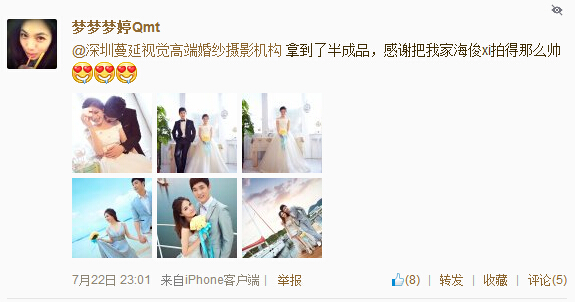 梦梦梦婷Qmt
@深圳蔓延视觉高端婚纱摄影机构 拿到了半成品，感谢把我家海俊xi拍得那么帅
7月22日 23:01 来自iPhone客户端 | 举报 (8) | 转发 | 收藏 | 评论(5)